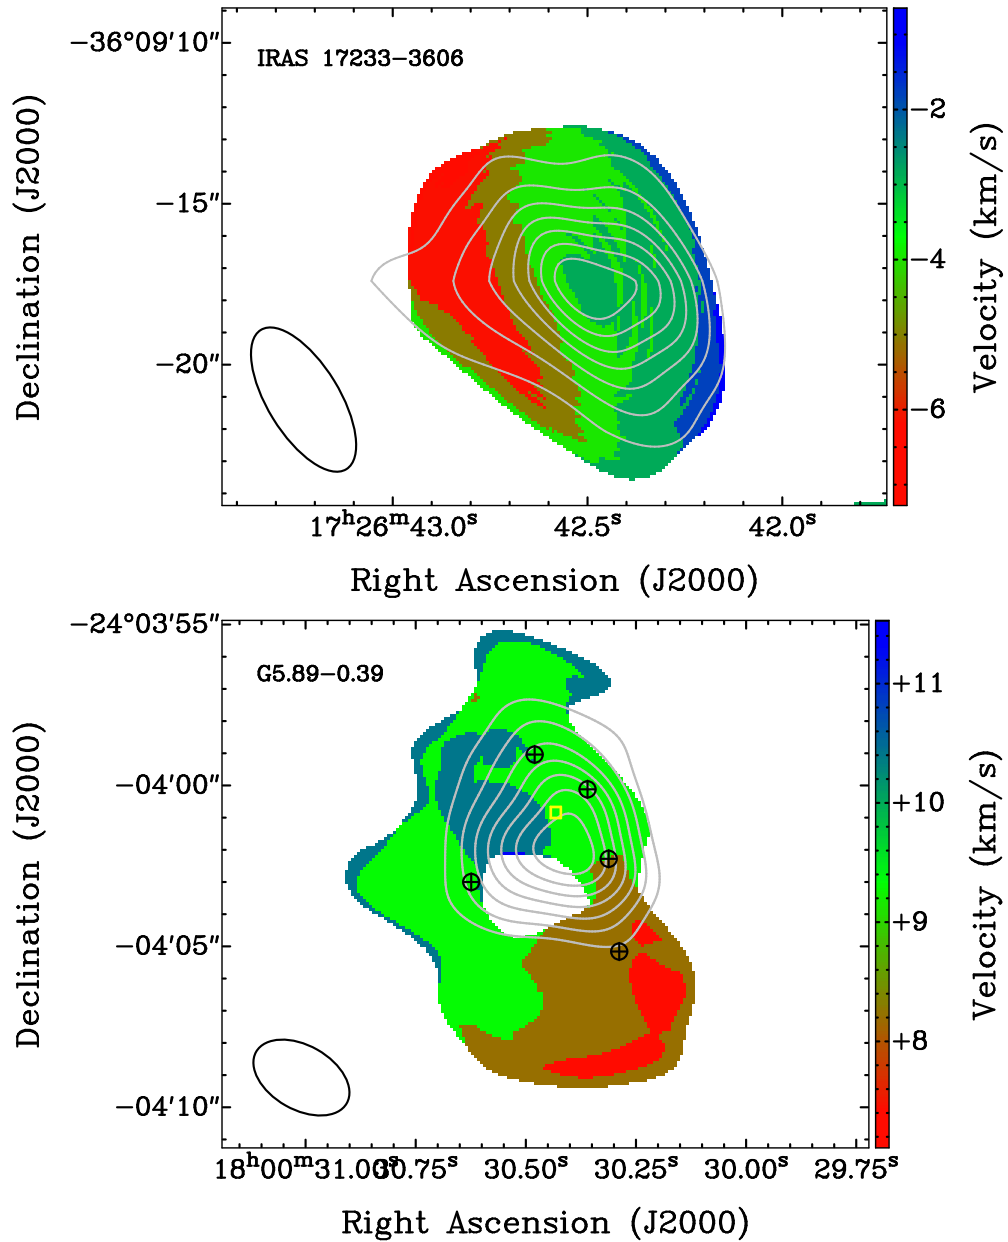 −36°09′10″
IRAS 17233−3606
−15″
−20″
Declination (J2000)
17ʰ26ᵐ43.0ˢ 42.5ˢ 42.0ˢ
Right Ascension (J2000)
−2
−4
−6
Velocity (km/s)
−24°03′55″
G5.89−0.39
−04′00″
−04′05″
−04′10″
Declination (J2000)
18ʰ00ᵐ31.00ˢ 30.75ˢ 30.50ˢ 30.25ˢ 30.00ˢ 29.75ˢ
Right Ascension (J2000)
+11
+10
+9
+8
Velocity (km/s)